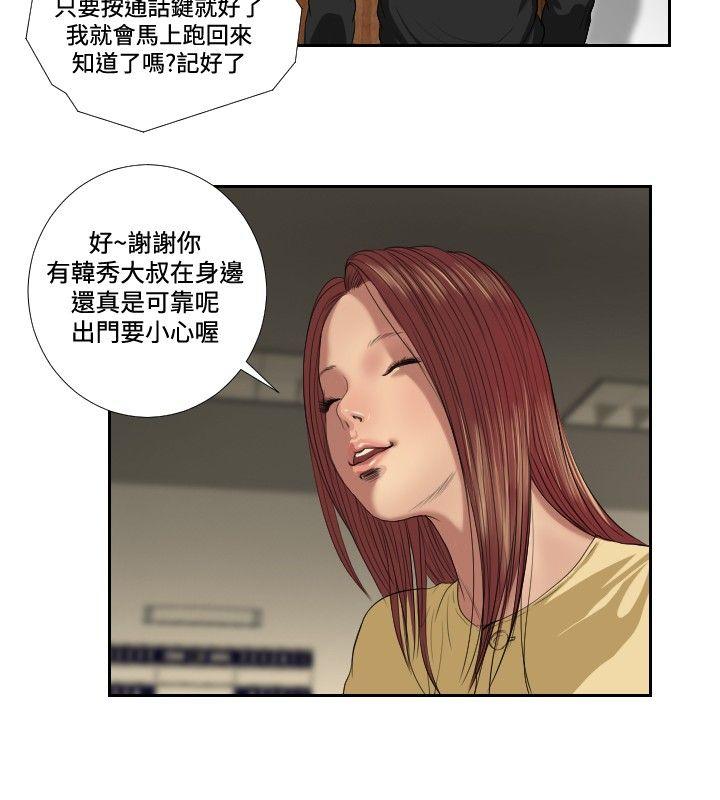 只要按通話鍵就好了
我就會馬上跑回來
知道了嗎?記好了
好~謝謝你
有韓秀大叔在身邊
還真是可靠呢
出門要小心喔